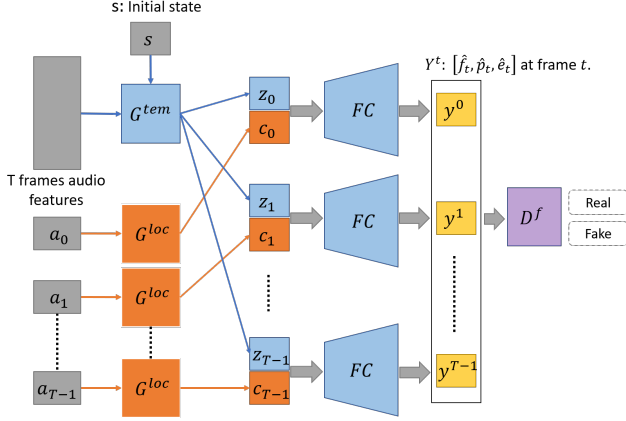 s: Initial state
s
Y^t: [f̂_t, p̂_t, ê_t] at frame t.
G^{tem}
z_0
c_0
FC
y^0
T frames audio
features
a_0
G^{loc}
z_1
c_1
FC
y^1
D^f
Real
Fake
a_1
G^{loc}
z_{T-1}
c_{T-1}
FC
y^{T-1}
a_{T-1}
G^{loc}